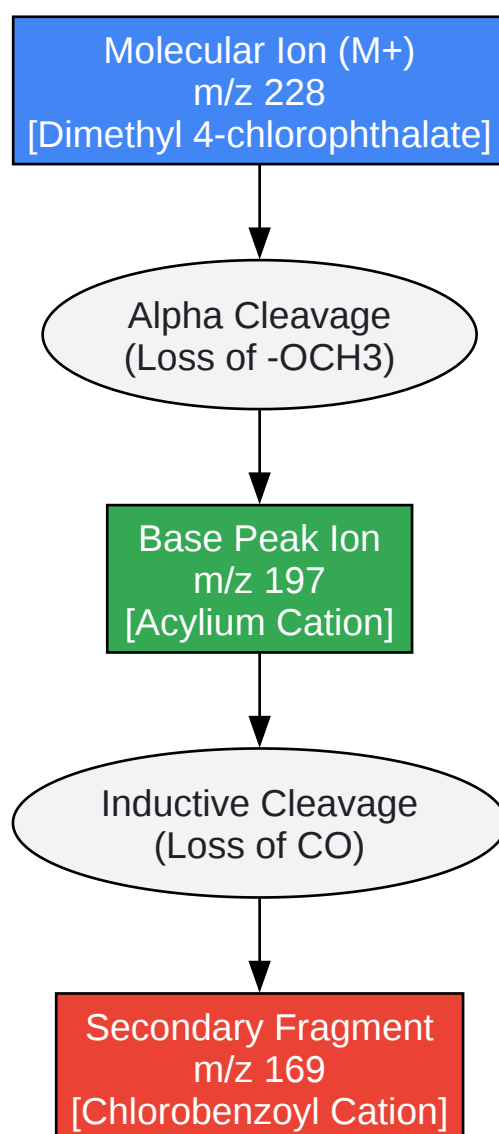 Molecular Ion (M+)
m/z 228
[Dimethyl 4-chlorophthalate]
Alpha Cleavage
(Loss of -OCH3)
Base Peak Ion
m/z 197
[Acylium Cation]
Inductive Cleavage
(Loss of CO)
Secondary Fragment
m/z 169
[Chlorobenzoyl Cation]